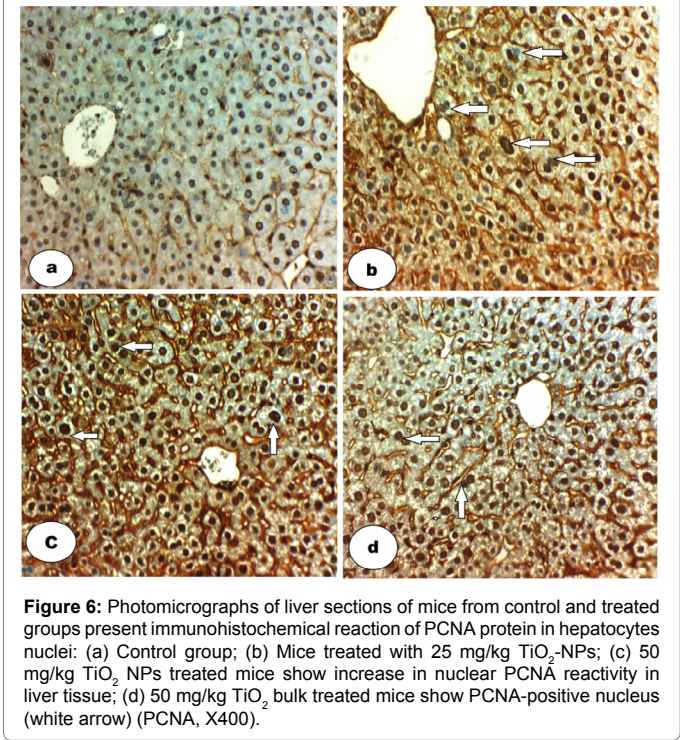 a
b
c
d
Figure 6: Photomicrographs of liver sections of mice from control and treated
groups present immunohistochemical reaction of PCNA protein in hepatocytes
nuclei: (a) Control group; (b) Mice treated with 25 mg/kg TiO₂-NPs; (c) 50
mg/kg TiO₂ NPs treated mice show increase in nuclear PCNA reactivity in
liver tissue; (d) 50 mg/kg TiO₂ bulk treated mice show PCNA-positive nucleus
(white arrow) (PCNA, X400).